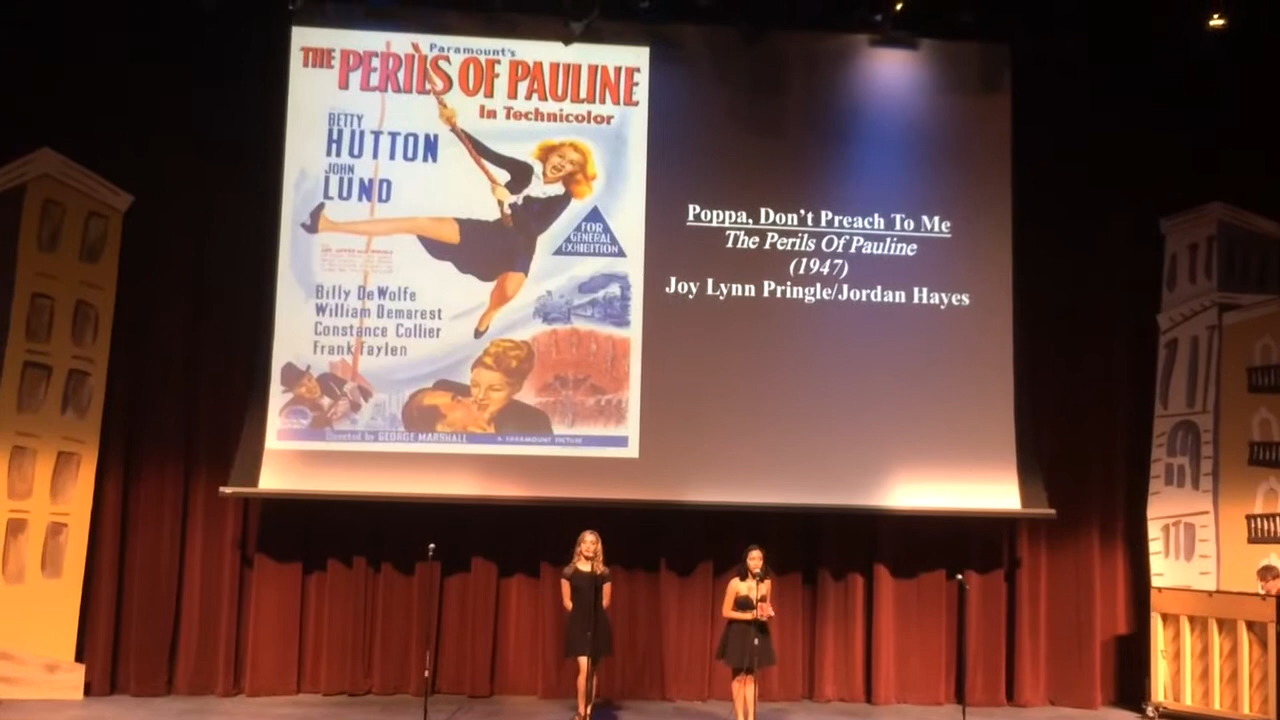 Paramount's
THE PERILS OF PAULINE
In Technicolor
BETTY
HUTTON
JOHN
LUND
FOR
GENERAL
EXHIBITION
Billy DeWolfe
William Demarest
Constance Collier
Frank Faylen
Directed by GEORGE MARSHALL
A PARAMOUNT PICTURE
Poppa, Don't Preach To Me
The Perils Of Pauline
(1947)
Joy Lynn Pringle/Jordan Hayes